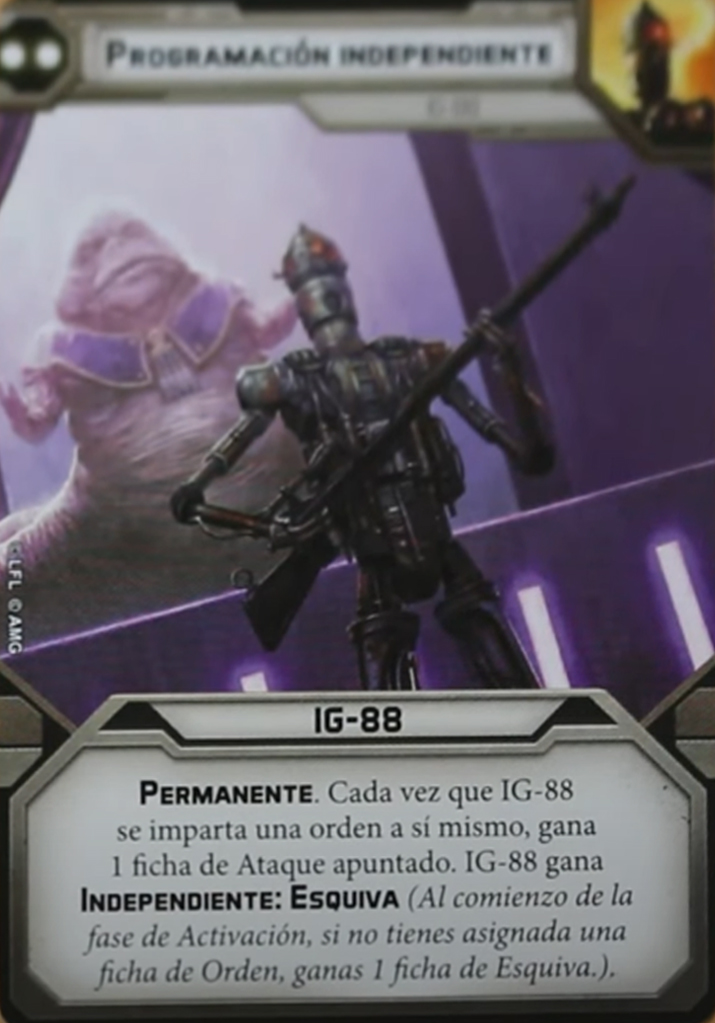 PROGRAMACIÓN INDEPENDIENTE
IG-88
PERMANENTE. Cada vez que IG-88
se imparta una orden a sí mismo, gana
1 ficha de Ataque apuntado. IG-88 gana
INDEPENDIENTE: ESQUIVA (Al comienzo de la
fase de Activación, si no tienes asignada una
ficha de Orden, ganas 1 ficha de Esquiva.).
LFL © AMG